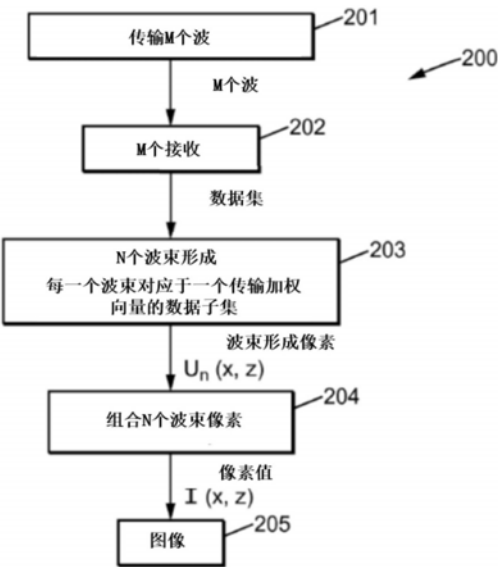 传输M个波
201
200
M个波
M个接收
202
数据集
N个波束形成
每一个波束对应于一个传输加权
向量的数据子集
203
波束形成像素
Uₙ (x, z)
组合N个波束像素
204
像素值
I (x, z)
图像
205